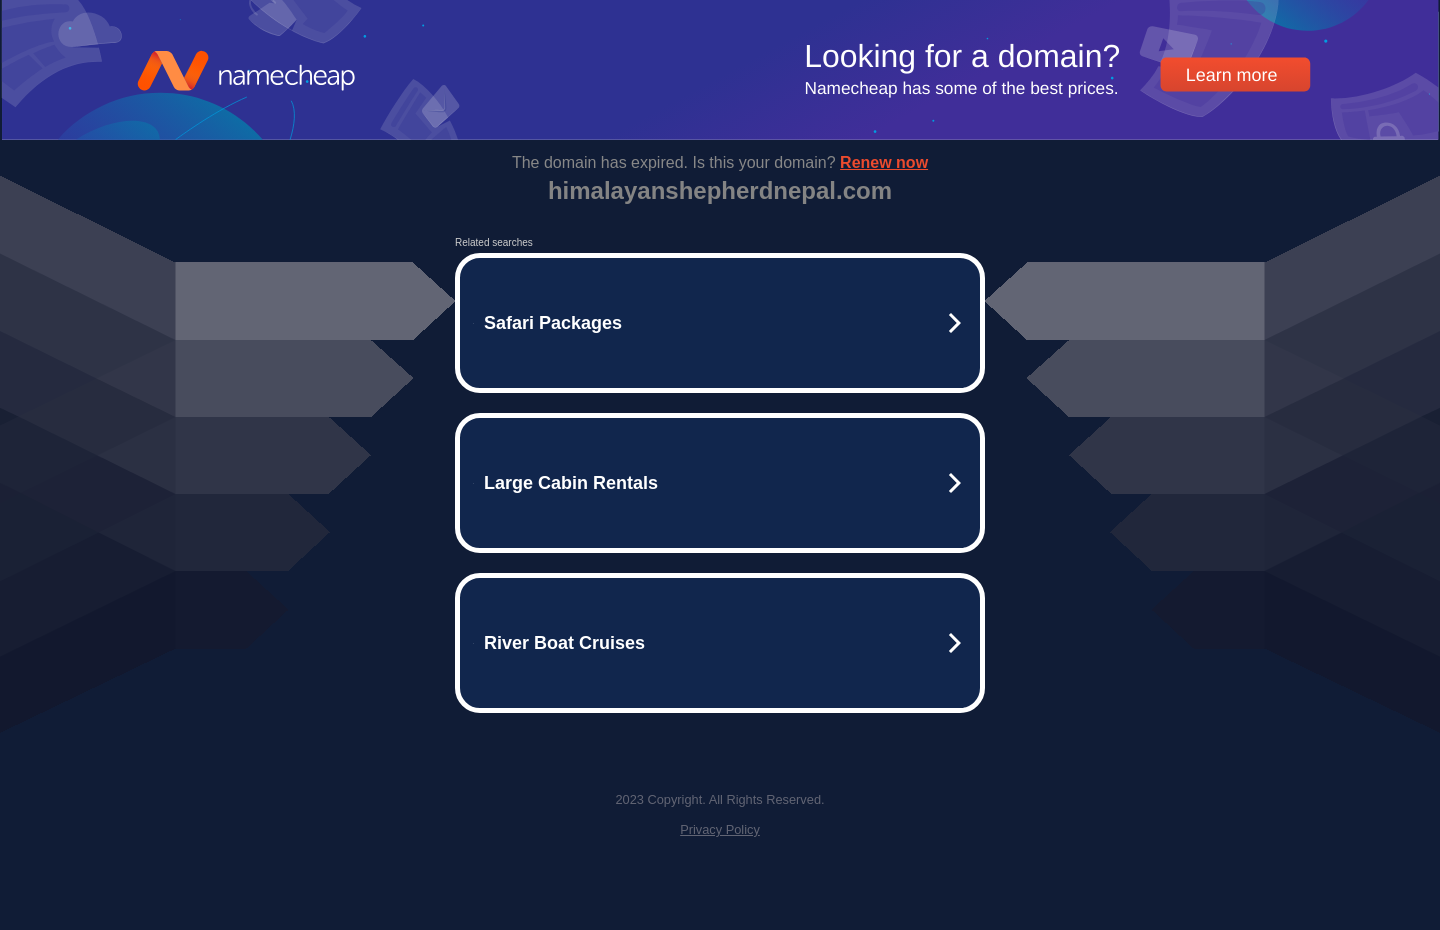 namecheap
Looking for a domain?
Namecheap has some of the best prices.
Learn more
The domain has expired. Is this your domain? Renew now
himalayanshepherdnepal.com
Related searches
Safari Packages
Large Cabin Rentals
River Boat Cruises
2023 Copyright. All Rights Reserved.
Privacy Policy